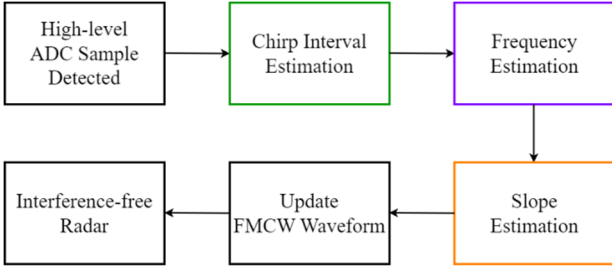 High-level
ADC Sample
Detected
Chirp Interval
Estimation
Frequency
Estimation
Interference-free
Radar
Update
FMCW Waveform
Slope
Estimation